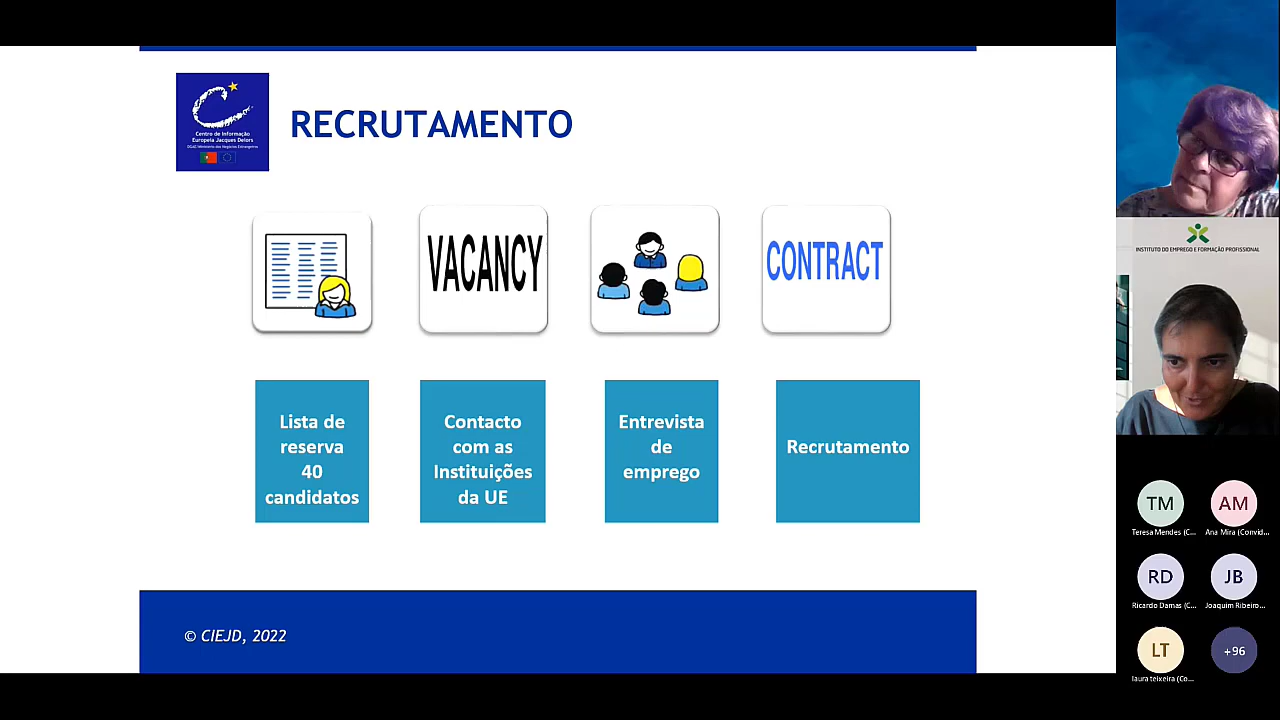 Centro de Informação
Europeia Jacques Delors
RECRUTAMENTO
VACANCY
CONTRACT
Lista de
reserva
40
candidatos
Contacto
com as
Instituições
da UE
Entrevista
de
emprego
Recrutamento
© CIEJD, 2022
INSTITUTO DO EMPREGO E FORMAÇÃO PROFISSIONAL
TM
AM
Teresa Mendes (C...
Ana Mira (Convid...
RD
JB
Ricardo Damas (C...
Joaquim Ribeiro...
LT
+96
laura teixeira (Co...